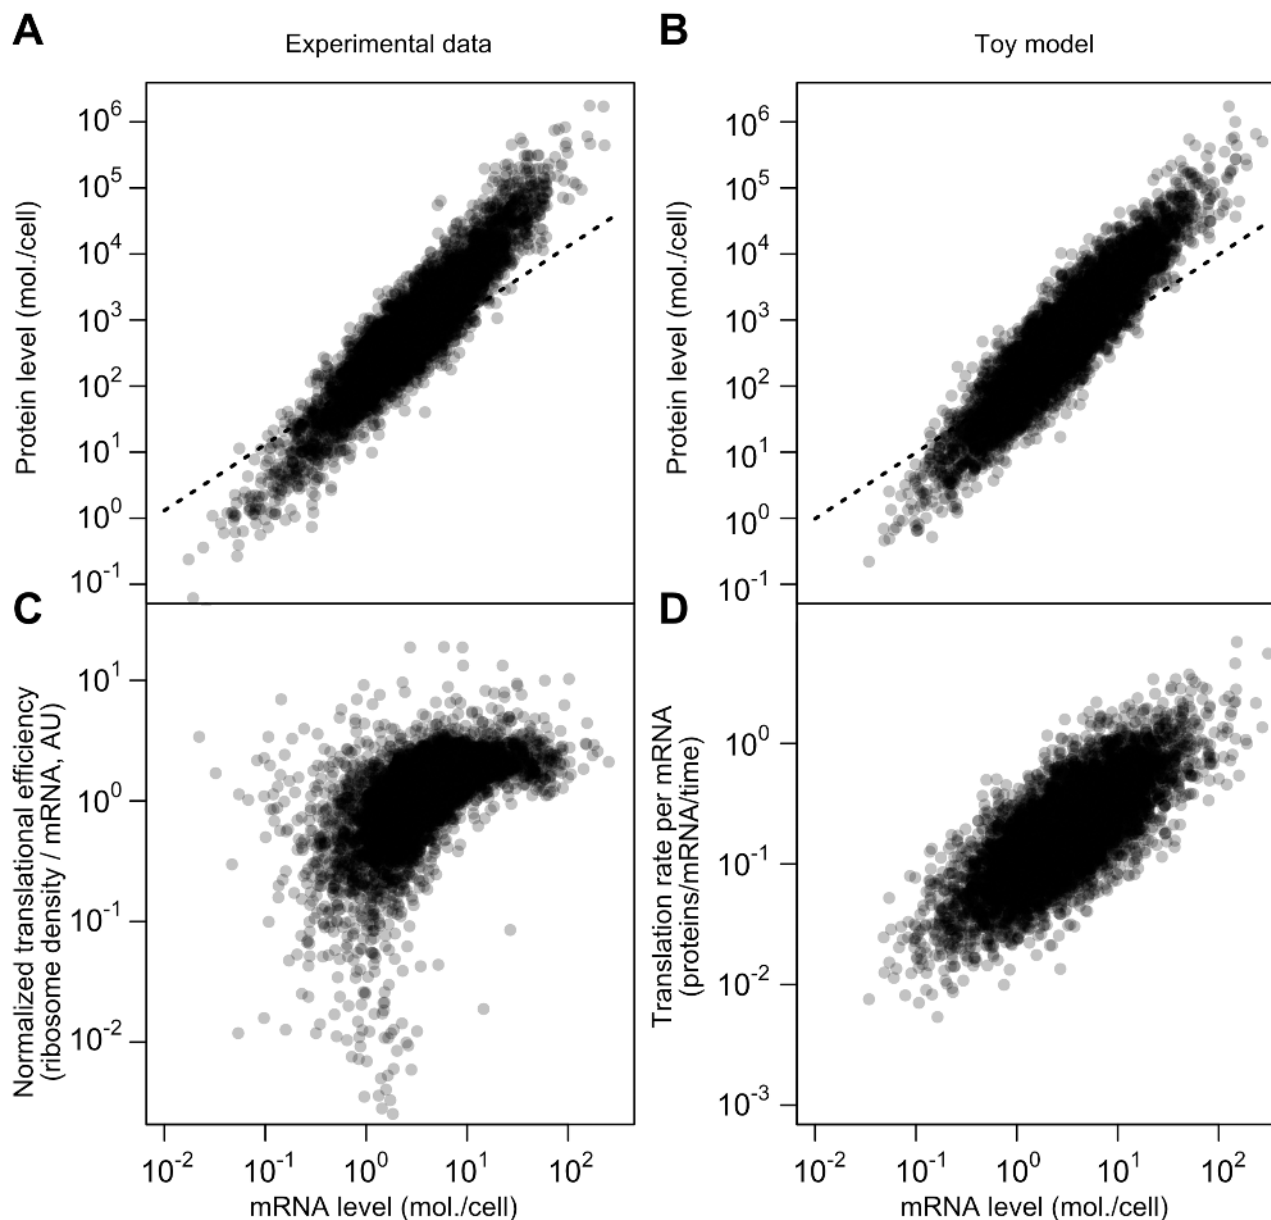 A
Experimental data
B
Toy model
Protein level (mol./cell)
10^6
10^5
10^4
10^3
10^2
10^1
10^0
10^-1
Protein level (mol./cell)
10^6
10^5
10^4
10^3
10^2
10^1
10^0
10^-1
C
Normalized translational efficiency
(ribosome density / mRNA, AU)
10^1
10^0
10^-1
10^-2
10^-2 10^-1 10^0 10^1 10^2
mRNA level (mol./cell)
D
Translation rate per mRNA
(proteins/mRNA/time)
10^0
10^-1
10^-2
10^-3
10^-2 10^-1 10^0 10^1 10^2
mRNA level (mol./cell)